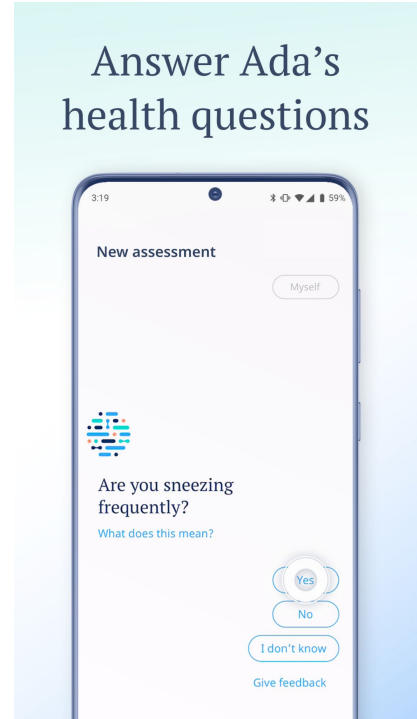 Answer Ada's
health questions
3:19
59%
New assessment
Myself
Are you sneezing
frequently?
What does this mean?
Yes
No
I don't know
Give feedback